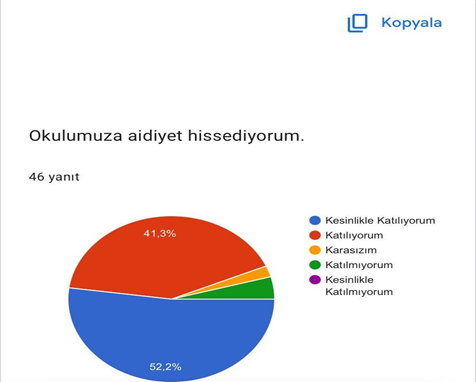 Kopyala
Okulumuza aidiyet hissediyorum.
46 yanıt
41,3%
52,2%
Kesinlikle Katılıyorum
Katılıyorum
Karasızım
Katılmıyorum
Kesinlikle
Katılmıyorum